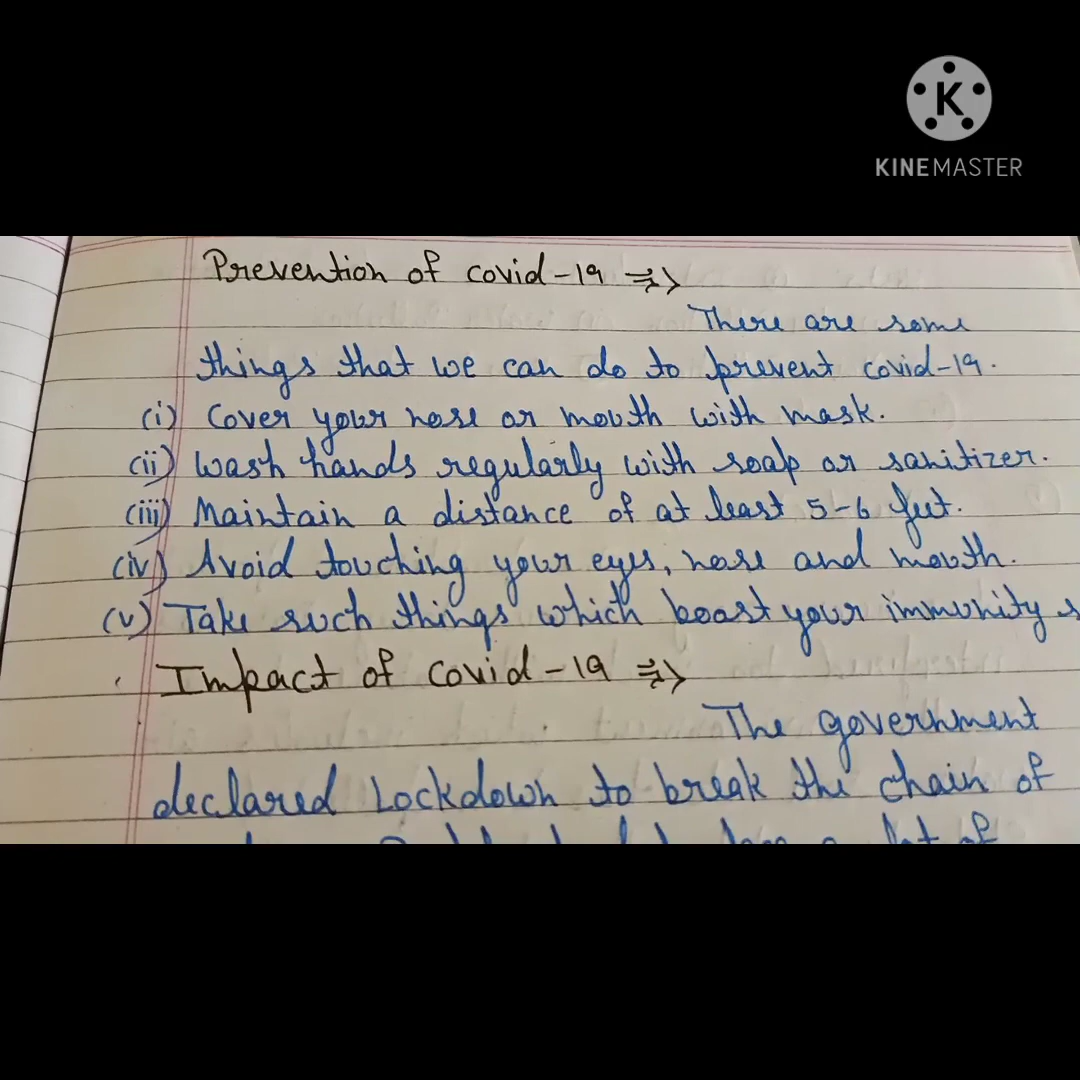 KINEMASTER
Prevention of covid-19 =>
There are some
things that we can do to prevent covid-19.
(i) Cover your nose or mouth with mask.
(ii) Wash hands regularly with soap or sanitizer.
(iii) Maintain a distance of at least 5-6 feet.
(iv) Avoid touching your eyes, nose and mouth.
(v) Take such things which boost your immunity s
Impact of Covid-19 =>
The government
declared Lockdown to break the chain of
a lot of